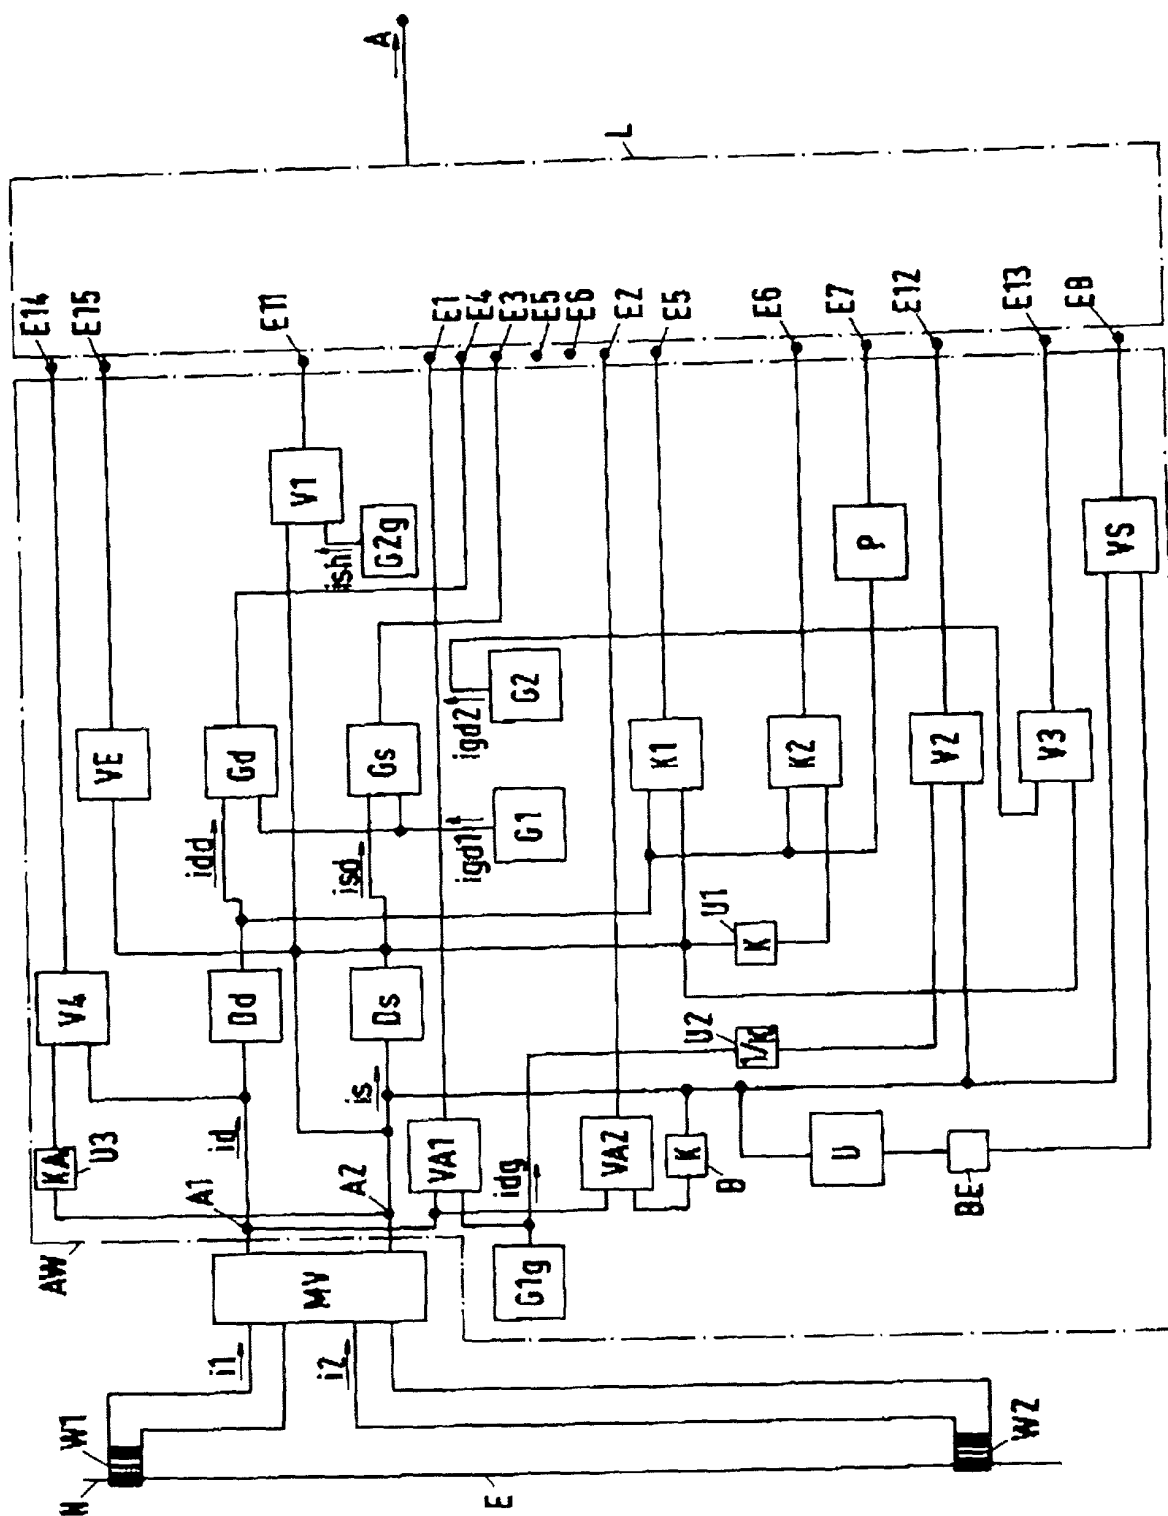 A
L
E14
E15
E11
E1
E4
E3
E5
E6
E2
E5
E6
E7
E12
E13
E8
V1
G2g
ish
P
VS
VE
Gd
Gs
igd2
G2
K1
K2
V2
V3
idd
isd
igd1
G1
U1
K
V4
Dd
Ds
U2
1/K
is
id
KA
U3
A1
A2
VA1
idg
VA2
K
B
U
BE
AW
MV
G1g
i1
i2
N
W1
E
W2